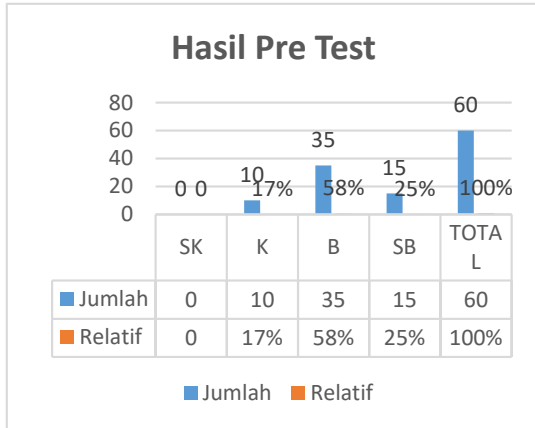 Hasil Pre Test
80
60
40
20
0
0 0
10
17%
35
58%
15
25%
60
100%
SK K B SB TOTA
L
Jumlah 0 10 35 15 60
Relatif 0 17% 58% 25% 100%
Jumlah Relatif